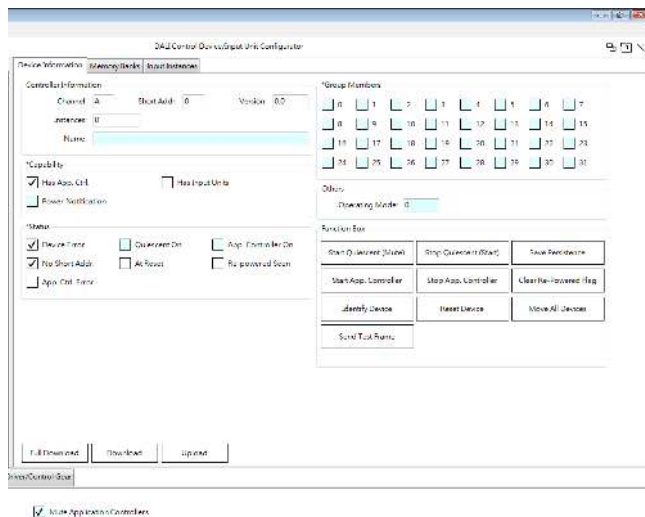 DALI Control Device/Input Unit Configurator
Device Information Memory Banks Input Instances
Controller Information
Channel A Short Addr. 0 Version 0.0
Instances 0
Name
*Capability
Has App. Ctrl. Has Input Units
Power Notification
*Status
Device Error Quiescent On App. Controller On
No Short Addr. At Reset Re-powered Seen
App. Ctrl. Error
*Group Members
0 1 2 3 4 5 6 7
8 9 10 11 12 13 14 15
16 17 18 19 20 21 22 23
24 25 26 27 28 29 30 31
Others
Operating Mode: 0
Function Box
Start Quiescent (Mute) Stop Quiescent (Start) Save Persistence
Start App. Controller Stop App. Controller Clear Re-Powered Flag
Identify Device Reset Device Move All Devices
Send Test Frame
Full Download Download Upload
Driver/Control Gear
Mute Application Controllers